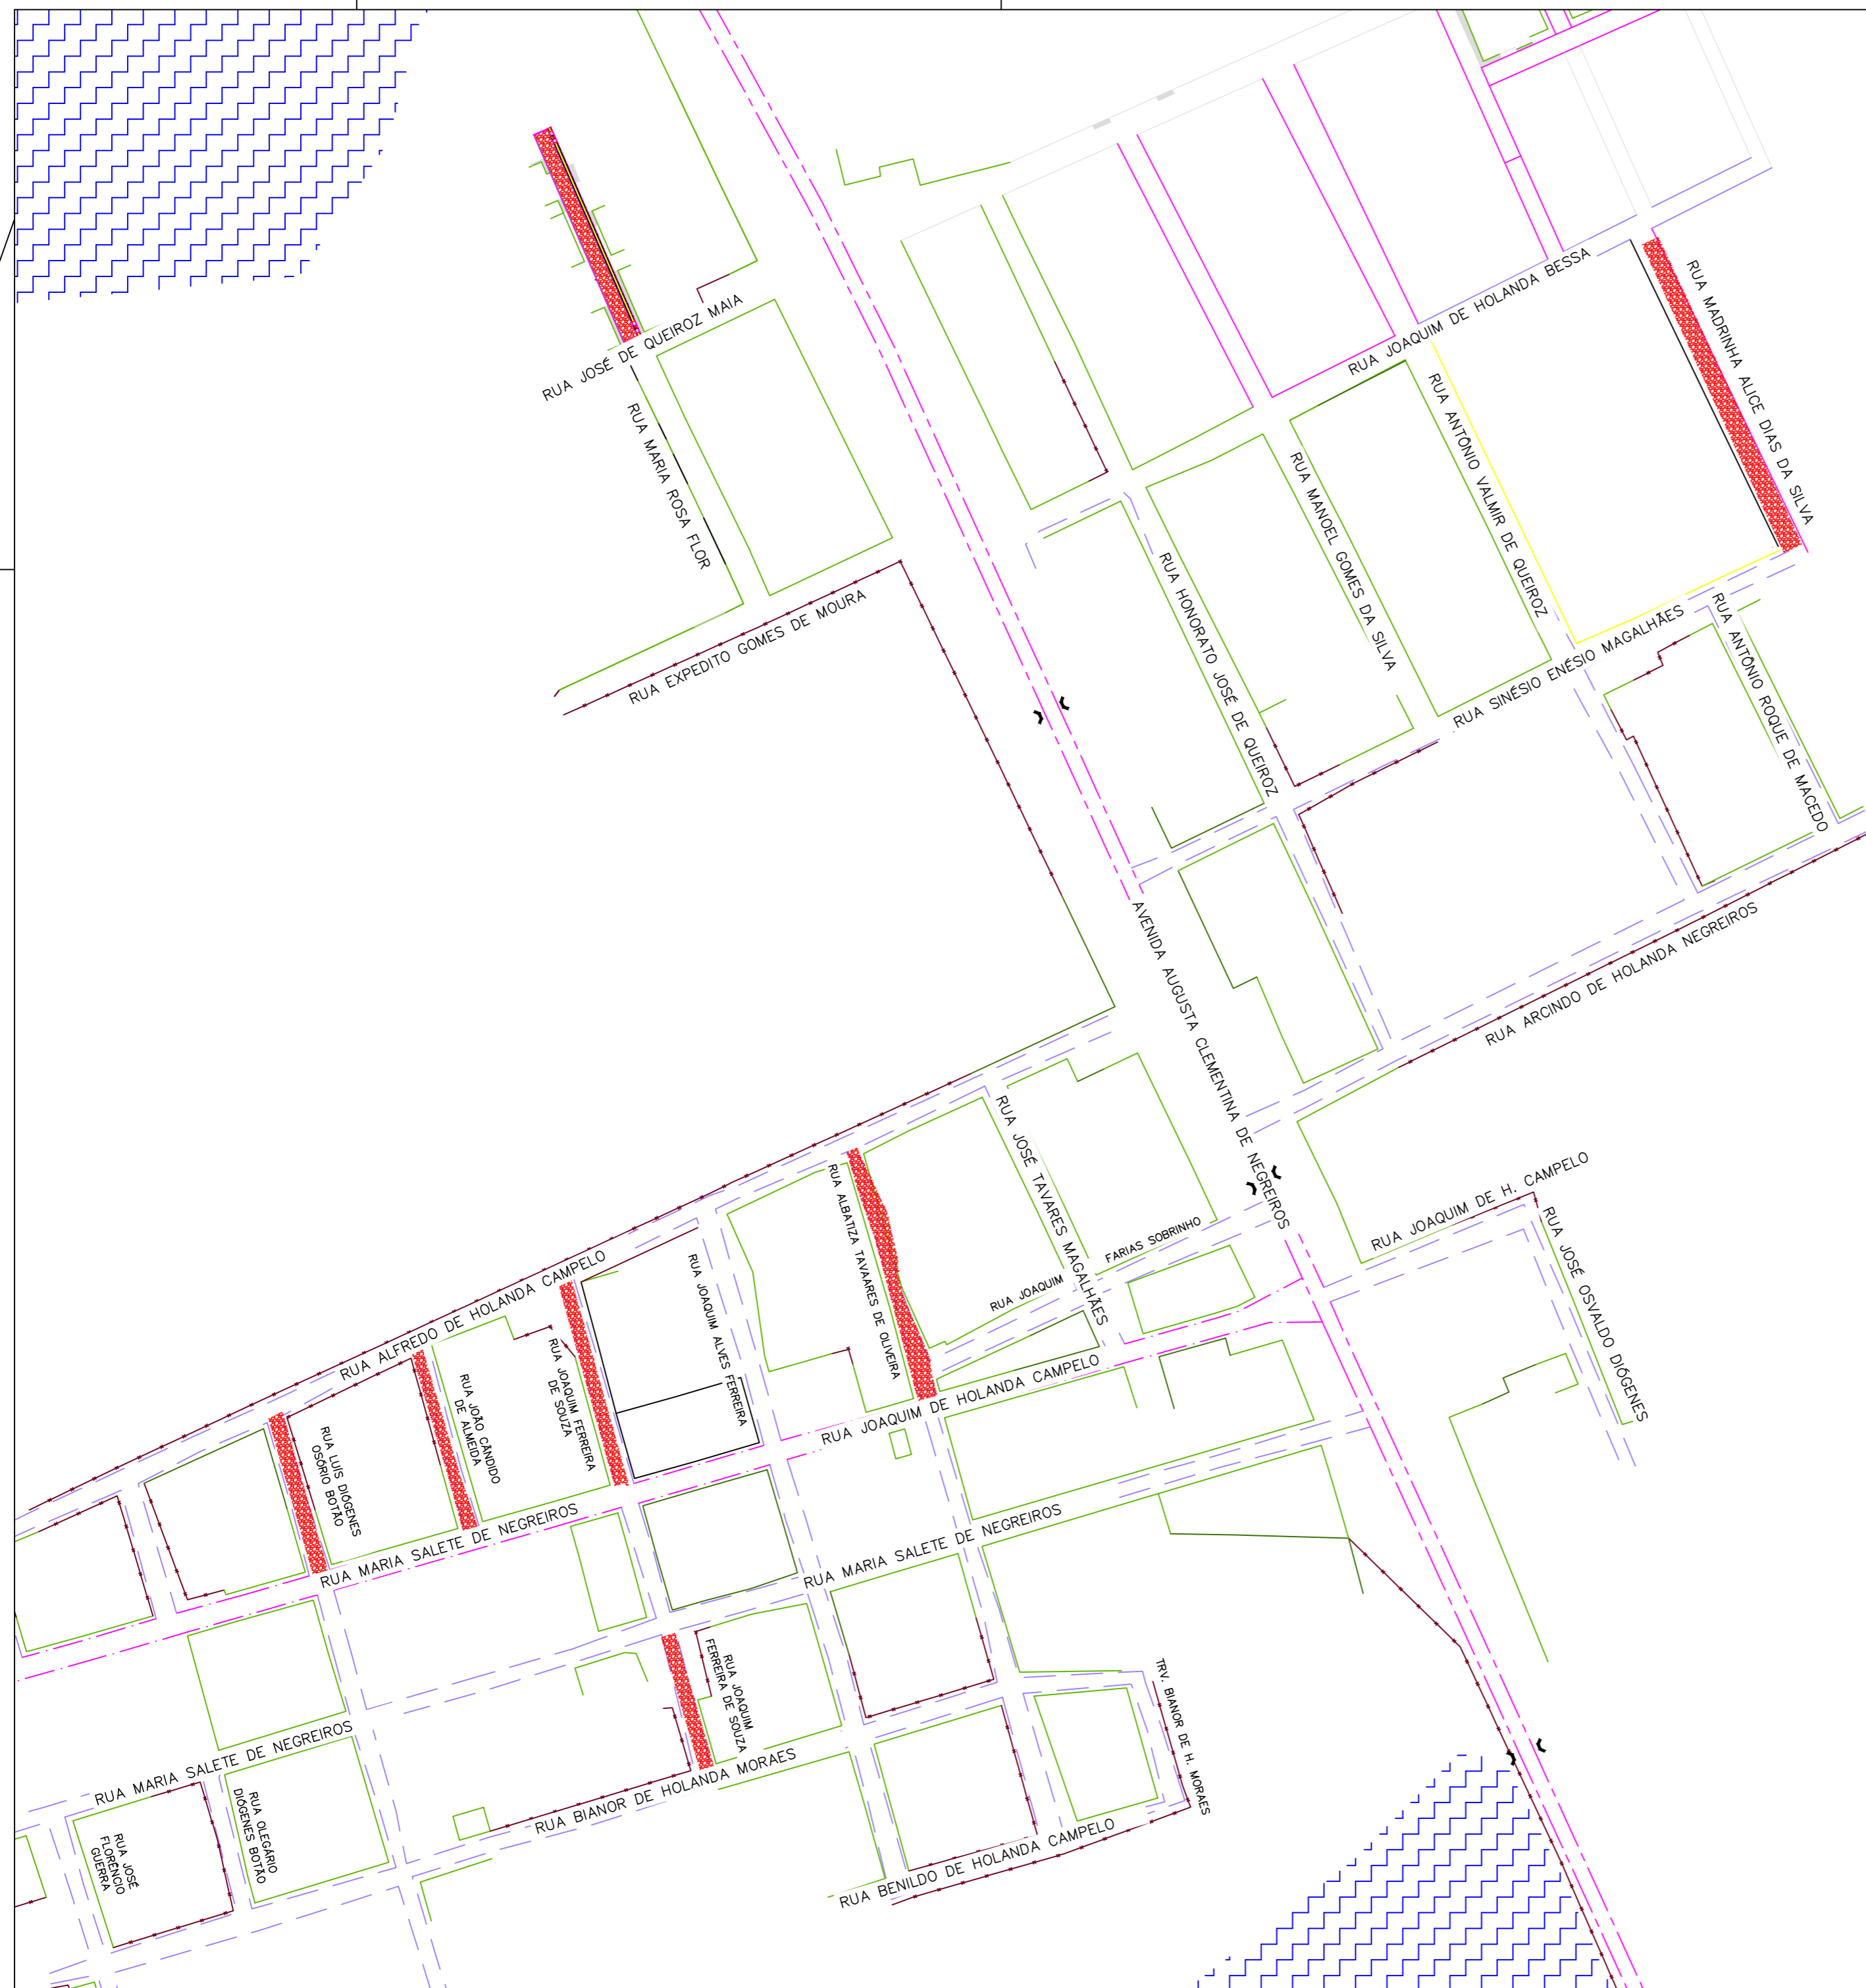 RUA JOSÉ DE QUEIROZ MAIA
RUA MARIA ROSA FLOR
RUA EXPEDITO GOMES DE MOURA
RUA JOAQUIM DE HOLANDA BESSA
RUA MADRINHA ALICE DIAS DA SILVA
RUA ANTÔNIO VALMIR DE QUEIROZ
RUA MANOEL GOMES DA SILVA
RUA HONORATO JOSÉ DE QUEIROZ
RUA SINÉSIO ENÉSIO MAGALHÃES
RUA ANTÔNIO ROQUE DE MACEDO
AVENIDA AUGUSTA CLEMENTINA DE NEGREIROS
RUA ARCINDO DE HOLANDA NEGREIROS
RUA JOSÉ TAVARES MAGALHÃES
RUA JOAQUIM DE H. CAMPELO
RUA JOSÉ OSVALDO DIÓGENES
RUA JOAQUIM FARIAS SOBRINHO
RUA ALBATIZA TAVARES DE OLIVEIRA
RUA ALFREDO DE HOLANDA CAMPELO
RUA JOAQUIM ALVES FERREIRA
RUA JOAQUIM FERREIRA
DE SOUZA
RUA JOÃO CÂNDIDO
DE ALMEIDA
RUA LUÍS DIÓGENES
OSÓRIO BOTÃO
RUA JOAQUIM DE HOLANDA CAMPELO
RUA MARIA SALETE DE NEGREIROS
RUA MARIA SALETE DE NEGREIROS
RUA JOAQUIM
FERREIRA DE SOUZA
TRV. BIANOR DE H. MORAES
RUA MARIA SALETE DE NEGREIROS
RUA BIANOR DE HOLANDA MORAES
RUA OLEGÁRIO
DIÓGENES BOTÃO
RUA JOSÉ
FLORÊNCIO
GUERRA
RUA BENILDO DE HOLANDA CAMPELO